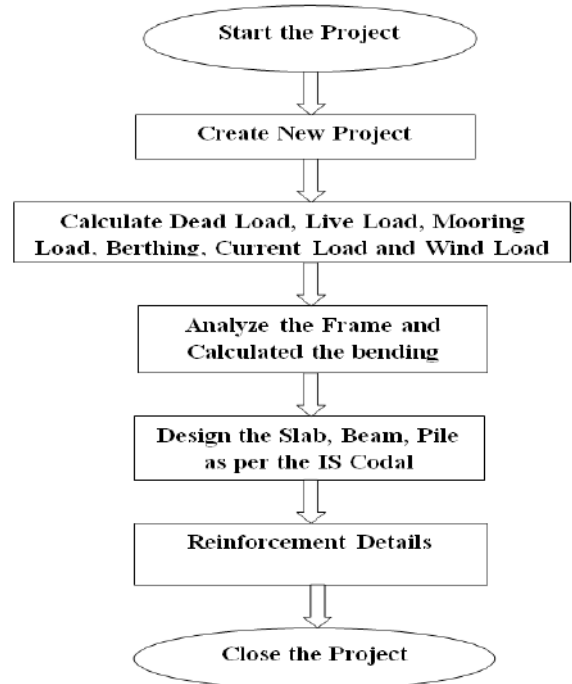 Start the Project
Create New Project
Calculate Dead Load, Live Load, Mooring
Load, Berthing, Current Load and Wind Load
Analyze the Frame and
Calculated the bending
Design the Slab, Beam, Pile
as per the IS Codal
Reinforcement Details
Close the Project